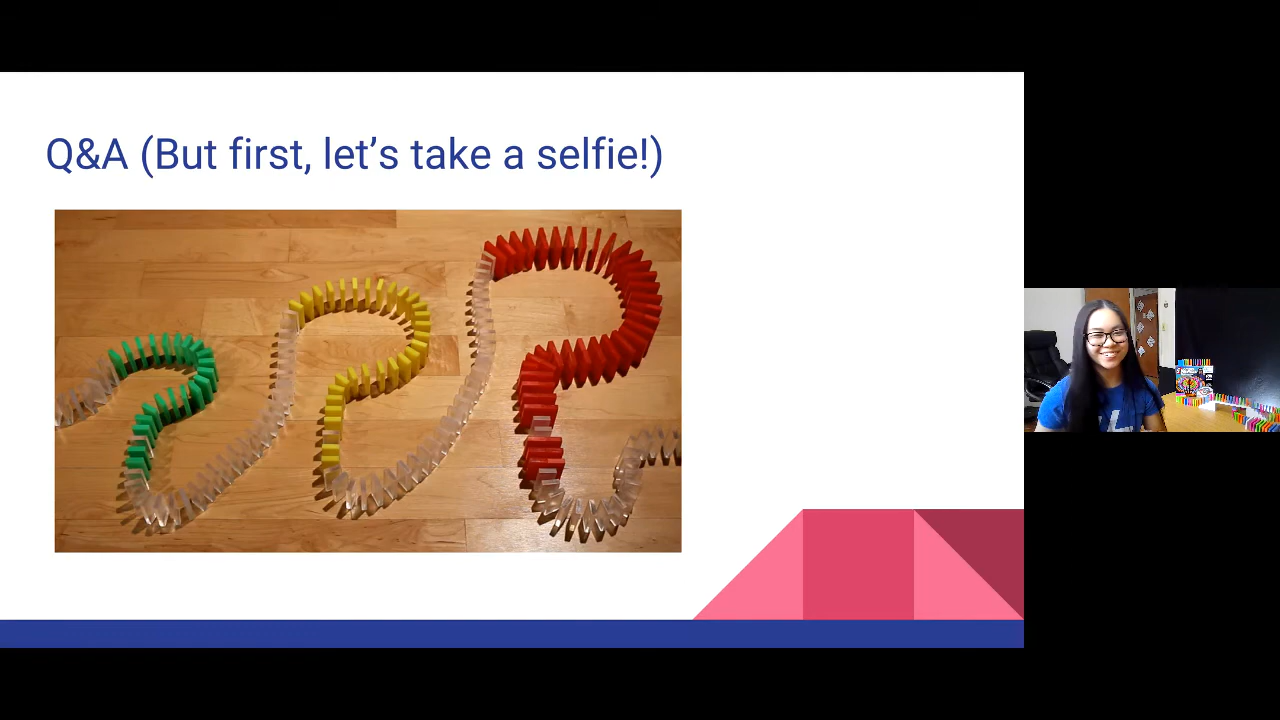 Q&A (But first, let’s take a selfie!)